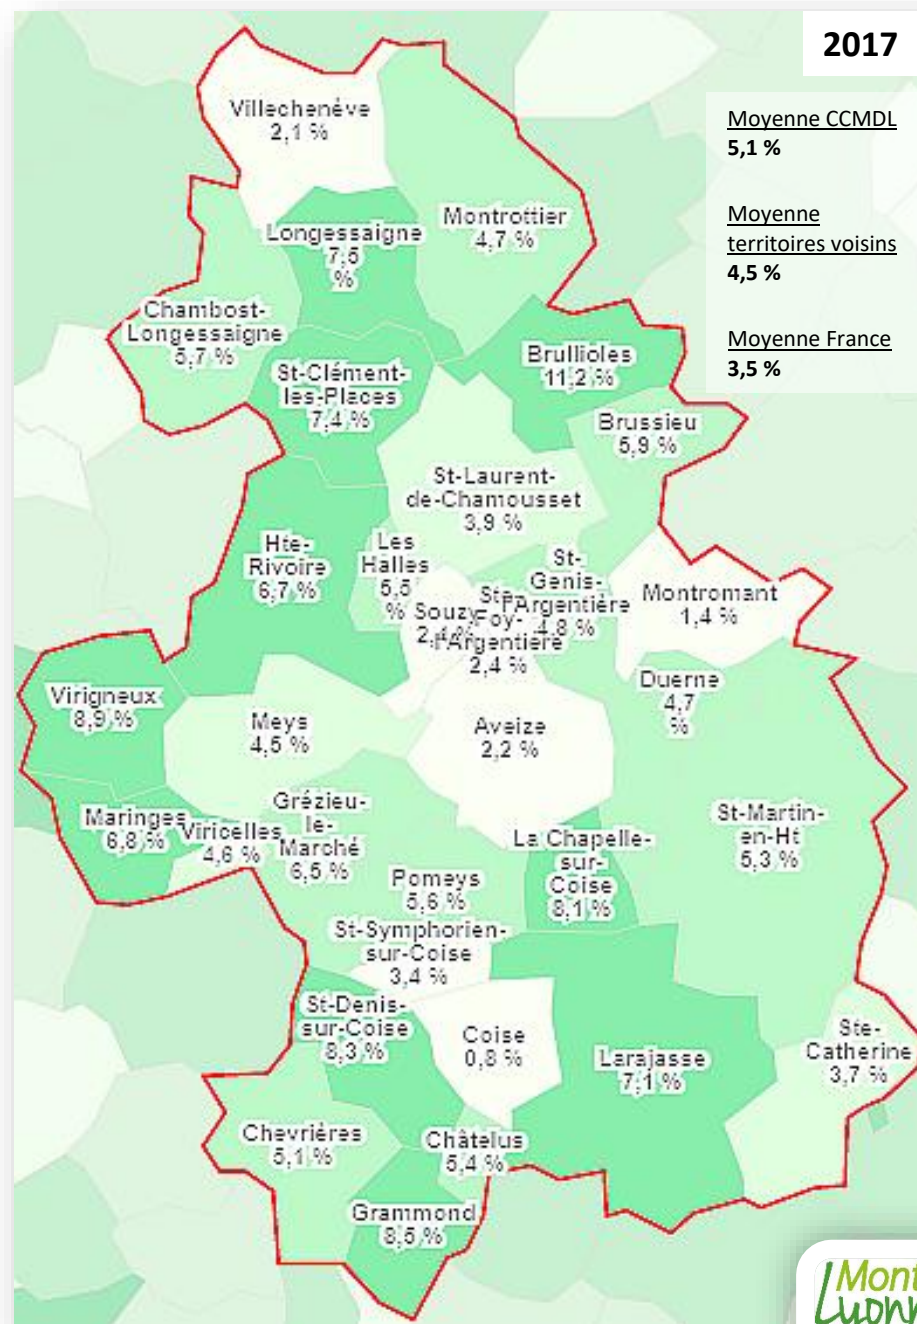 2017
Moyenne CCMDL
5,1 %
Moyenne
territoires voisins
4,5 %
Moyenne France
3,5 %
Villechenève
2,1 %
Montrottier
4,7 %
Longessaigne
7,5
%
Chambost-
Longessaigne
5,7 %
St-Clément-
les-Places
7,4 %
Brullioles
11,2 %
Brussieu
5,9 %
St-Laurent-
de-Chamousset
3,9 %
Hte-
Rivoire
6,7 %
Les
Halles
5,5
%
Souzy
Ste-
Foy-
l'Argentière
2,4 %
St-
Genis-
l'Argentière
4,8 %
Montromant
1,4 %
Duerne
4,7
%
Virigneux
8,9 %
Meys
4,5 %
Aveize
2,2 %
Maringes
6,8 %
Viricelles
4,6 %
Grézieu-
le-
Marché
6,5 %
La Chapelle-
sur-
Coise
8,1 %
St-Martin-
en-Ht
5,3 %
Pomeys
5,6 %
St-Symphorien-
sur-Coise
3,4 %
St-Denis-
sur-Coise
8,3 %
Coise
0,8 %
Larajasse
7,1 %
Ste-
Catherine
3,7 %
Chevrières
5,1 %
Châtelus
5,4 %
Grammond
8,5 %
Mont
Lyonn